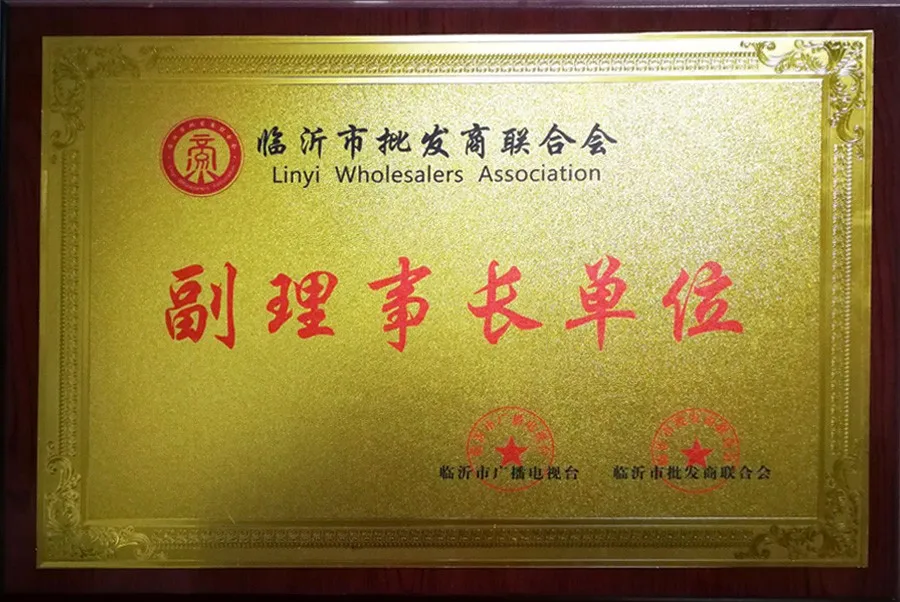 临沂市批发商联合会
Linyi Wholesalers Association
副理事长单位
临沂市广播电视台 临沂市批发商联合会